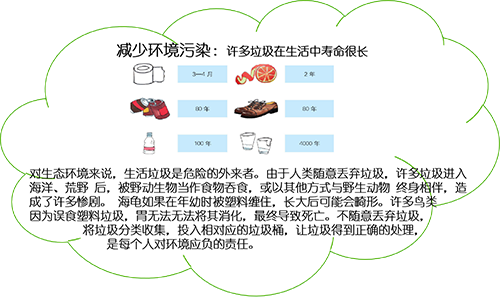 减少环境污染：许多垃圾在生活中寿命很长
3—4月 2年
80年 80年
100年 4000年
对生态环境来说，生活垃圾是危险的外来者。由于人类随意丢弃垃圾，许多垃圾进入
海洋、荒野 后，被野动生物当作食物吞食，或以其他方式与野生动物 终身相伴，造
成了许多惨剧。 海龟如果在年幼时被塑料缠住，长大后可能会畸形。许多鸟类
因为误食塑料垃圾，胃无法无法将其消化，最终导致死亡。不随意丢弃垃圾，
将垃圾分类收集，投入相对应的垃圾桶，让垃圾得到正确的处理，
是每个人对环境应负的责任。